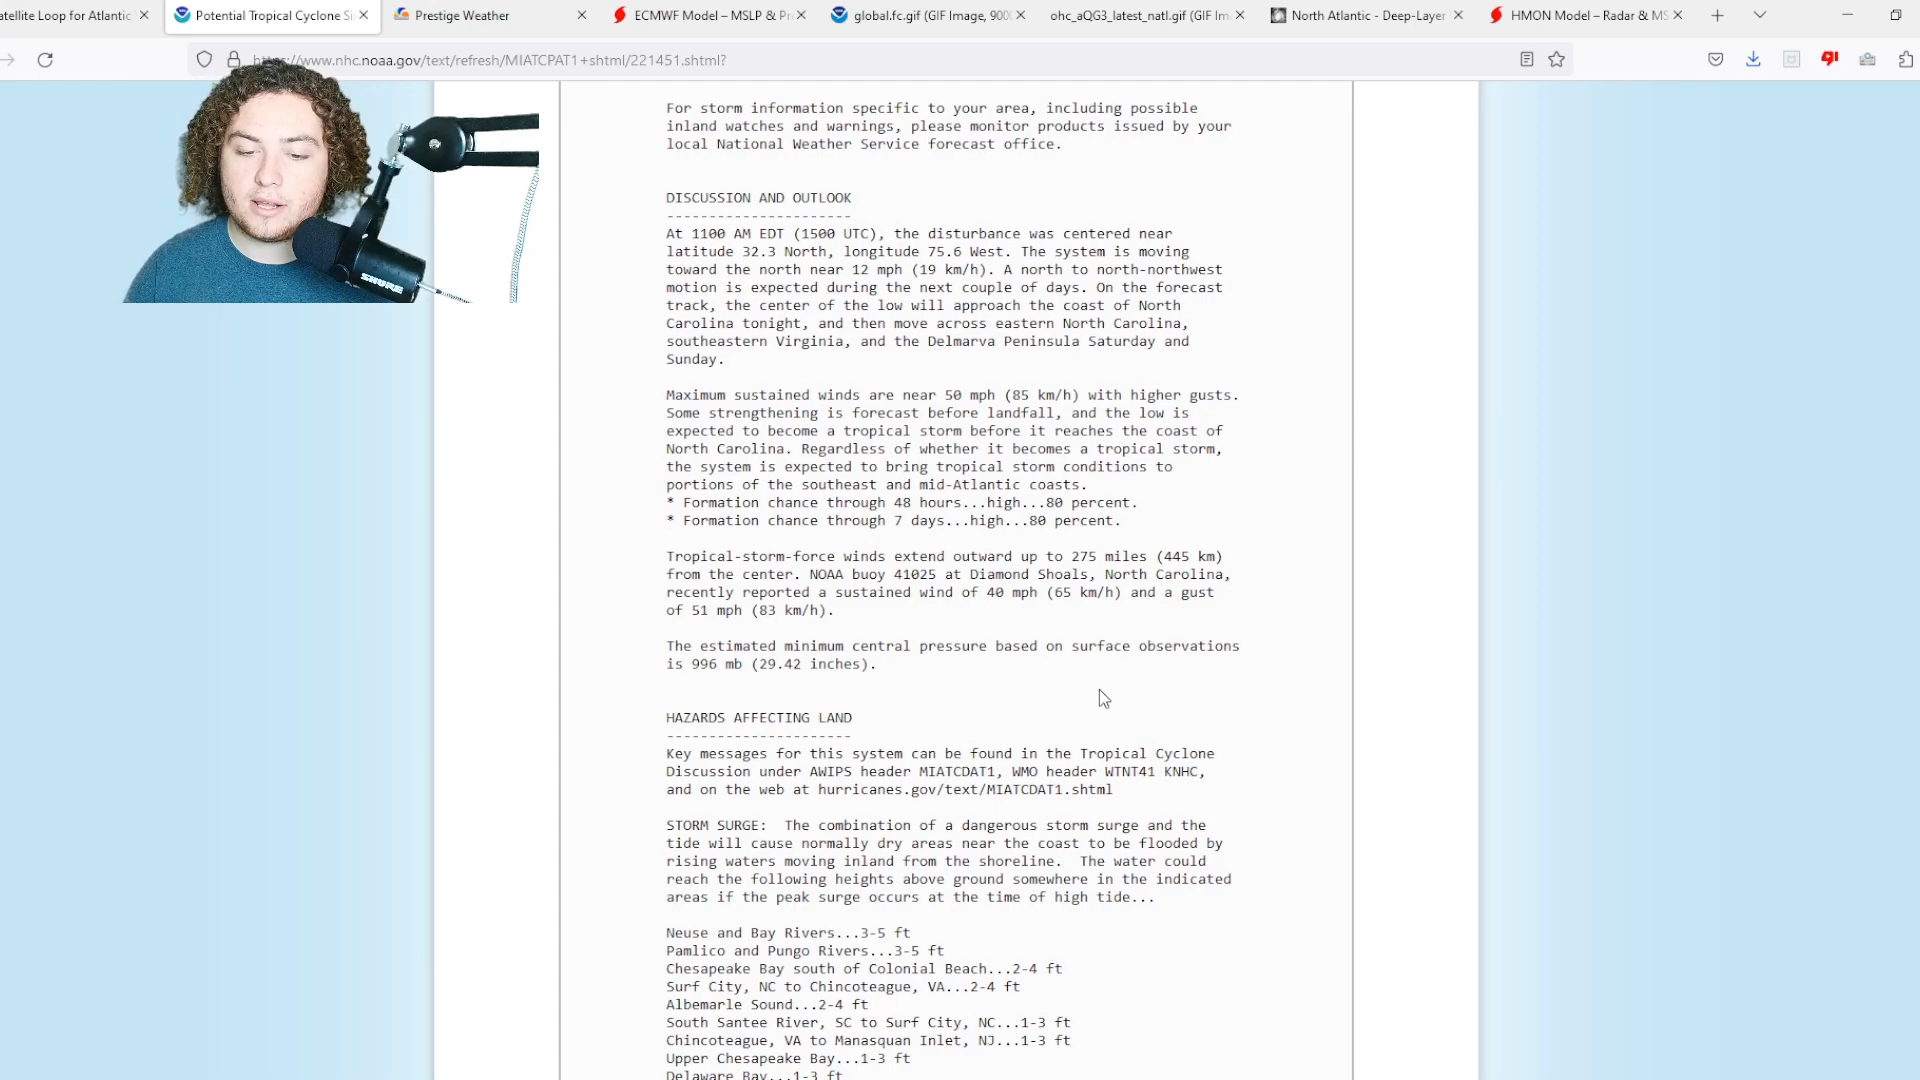 atellite Loop for Atlantic
Potential Tropical Cyclone Si
Prestige Weather
ECMWF Model – MSLP & Pr
global.fc.gif (GIF Image, 900
ohc_aQG3_latest_natl.gif (GIF Im
North Atlantic - Deep-Layer
HMON Model – Radar & MS
https://www.nhc.noaa.gov/text/refresh/MIATCPAT1+shtml/221451.shtml?
For storm information specific to your area, including possible
inland watches and warnings, please monitor products issued by your
local National Weather Service forecast office.
DISCUSSION AND OUTLOOK
----------------------
At 1100 AM EDT (1500 UTC), the disturbance was centered near
latitude 32.3 North, longitude 75.6 West. The system is moving
toward the north near 12 mph (19 km/h). A north to north-northwest
motion is expected during the next couple of days. On the forecast
track, the center of the low will approach the coast of North
Carolina tonight, and then move across eastern North Carolina,
southeastern Virginia, and the Delmarva Peninsula Saturday and
Sunday.
Maximum sustained winds are near 50 mph (85 km/h) with higher gusts.
Some strengthening is forecast before landfall, and the low is
expected to become a tropical storm before it reaches the coast of
North Carolina. Regardless of whether it becomes a tropical storm,
the system is expected to bring tropical storm conditions to
portions of the southeast and mid-Atlantic coasts.
* Formation chance through 48 hours...high...80 percent.
* Formation chance through 7 days...high...80 percent.
Tropical-storm-force winds extend outward up to 275 miles (445 km)
from the center. NOAA buoy 41025 at Diamond Shoals, North Carolina,
recently reported a sustained wind of 40 mph (65 km/h) and a gust
of 51 mph (83 km/h).
The estimated minimum central pressure based on surface observations
is 996 mb (29.42 inches).
HAZARDS AFFECTING LAND
----------------------
Key messages for this system can be found in the Tropical Cyclone
Discussion under AWIPS header MIATCDAT1, WMO header WTNT41 KNHC,
and on the web at hurricanes.gov/text/MIATCDAT1.shtml
STORM SURGE:  The combination of a dangerous storm surge and the
tide will cause normally dry areas near the coast to be flooded by
rising waters moving inland from the shoreline.  The water could
reach the following heights above ground somewhere in the indicated
areas if the peak surge occurs at the time of high tide...
Neuse and Bay Rivers...3-5 ft
Pamlico and Pungo Rivers...3-5 ft
Chesapeake Bay south of Colonial Beach...2-4 ft
Surf City, NC to Chincoteague, VA...2-4 ft
Albemarle Sound...2-4 ft
South Santee River, SC to Surf City, NC...1-3 ft
Chincoteague, VA to Manasquan Inlet, NJ...1-3 ft
Upper Chesapeake Bay...1-3 ft
Delaware Bay...1-3 ft
SHURE